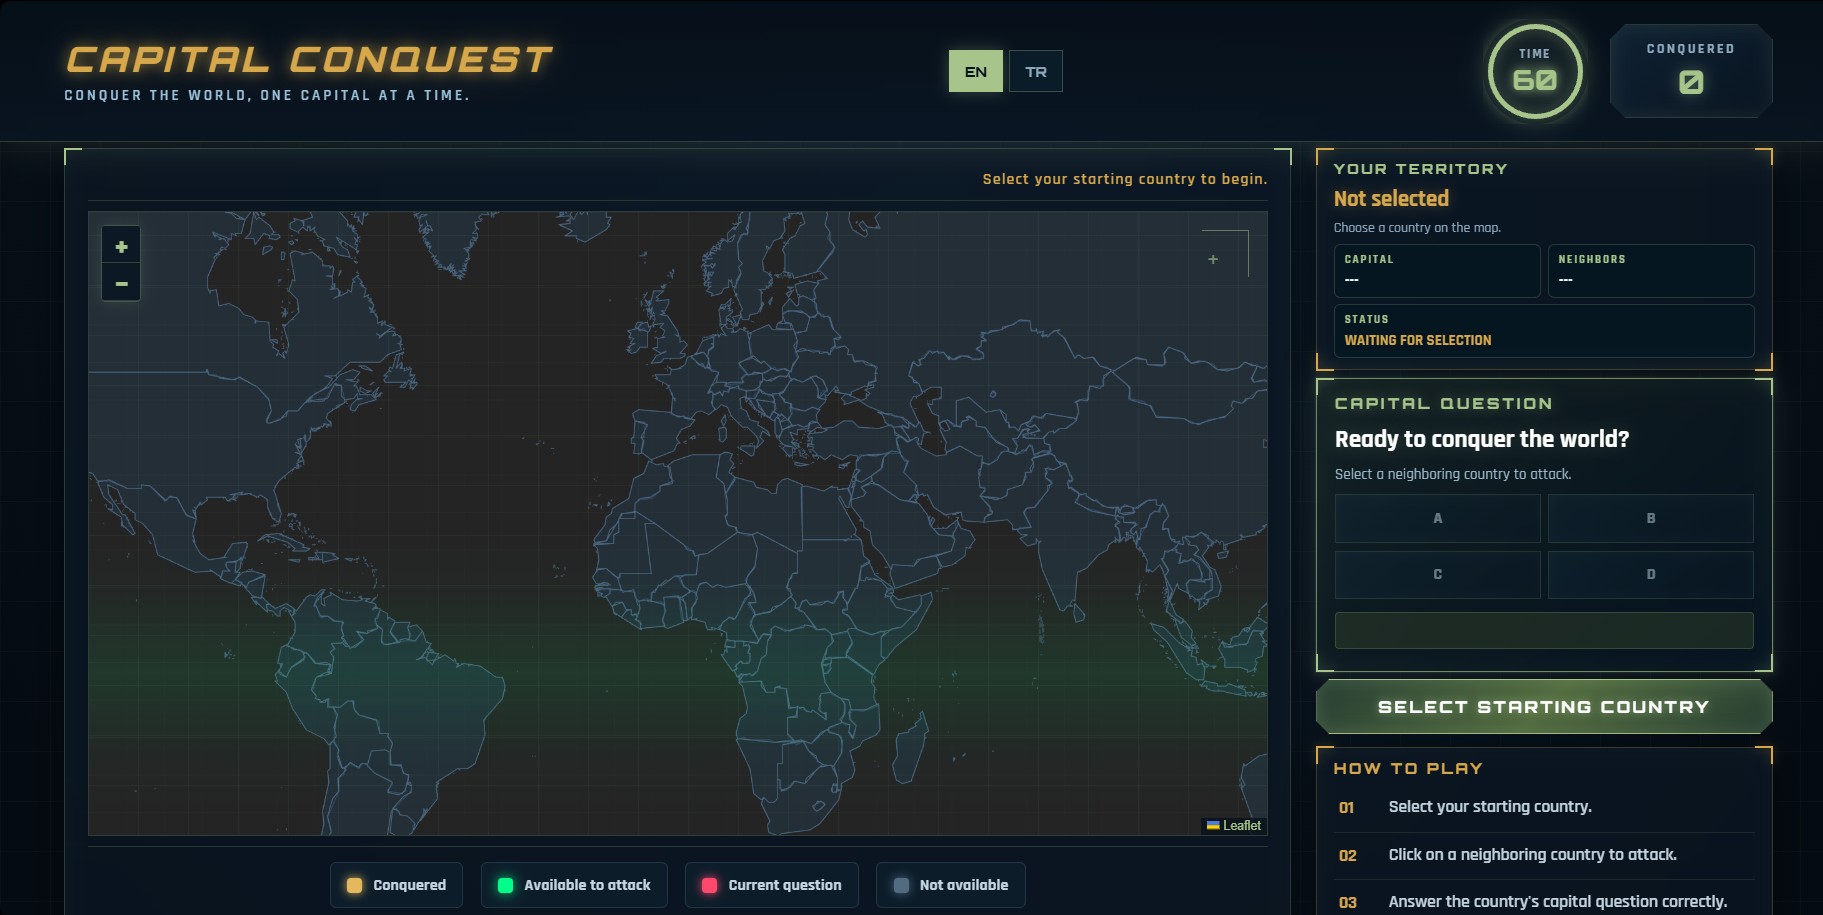 CAPITAL CONQUEST
CONQUER THE WORLD, ONE CAPITAL AT A TIME.
EN
TR
TIME
60
CONQUERED
0
Select your starting country to begin.
+
−
+
Leaflet
Conquered
Available to attack
Current question
Not available
YOUR TERRITORY
Not selected
Choose a country on the map.
CAPITAL
---
NEIGHBORS
---
STATUS
WAITING FOR SELECTION
CAPITAL QUESTION
Ready to conquer the world?
Select a neighboring country to attack.
A
B
C
D
SELECT STARTING COUNTRY
HOW TO PLAY
01 Select your starting country.
02 Click on a neighboring country to attack.
03 Answer the country's capital question correctly.